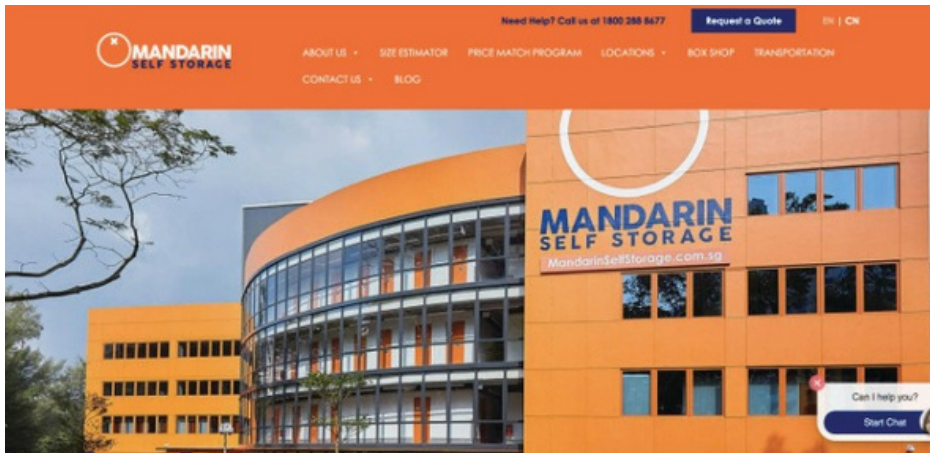 Need Help? Call us at 1800 288 8677
Request a Quote
EN | CN
MANDARIN
SELF STORAGE
ABOUT US
SIZE ESTIMATOR
PRICE MATCH PROGRAM
LOCATIONS
BOX SHOP
TRANSPORTATION
CONTACT US
BLOG
MANDARIN
SELF STORAGE
MandarinSelfStorage.com.sg
Can I help you?
Start Chat